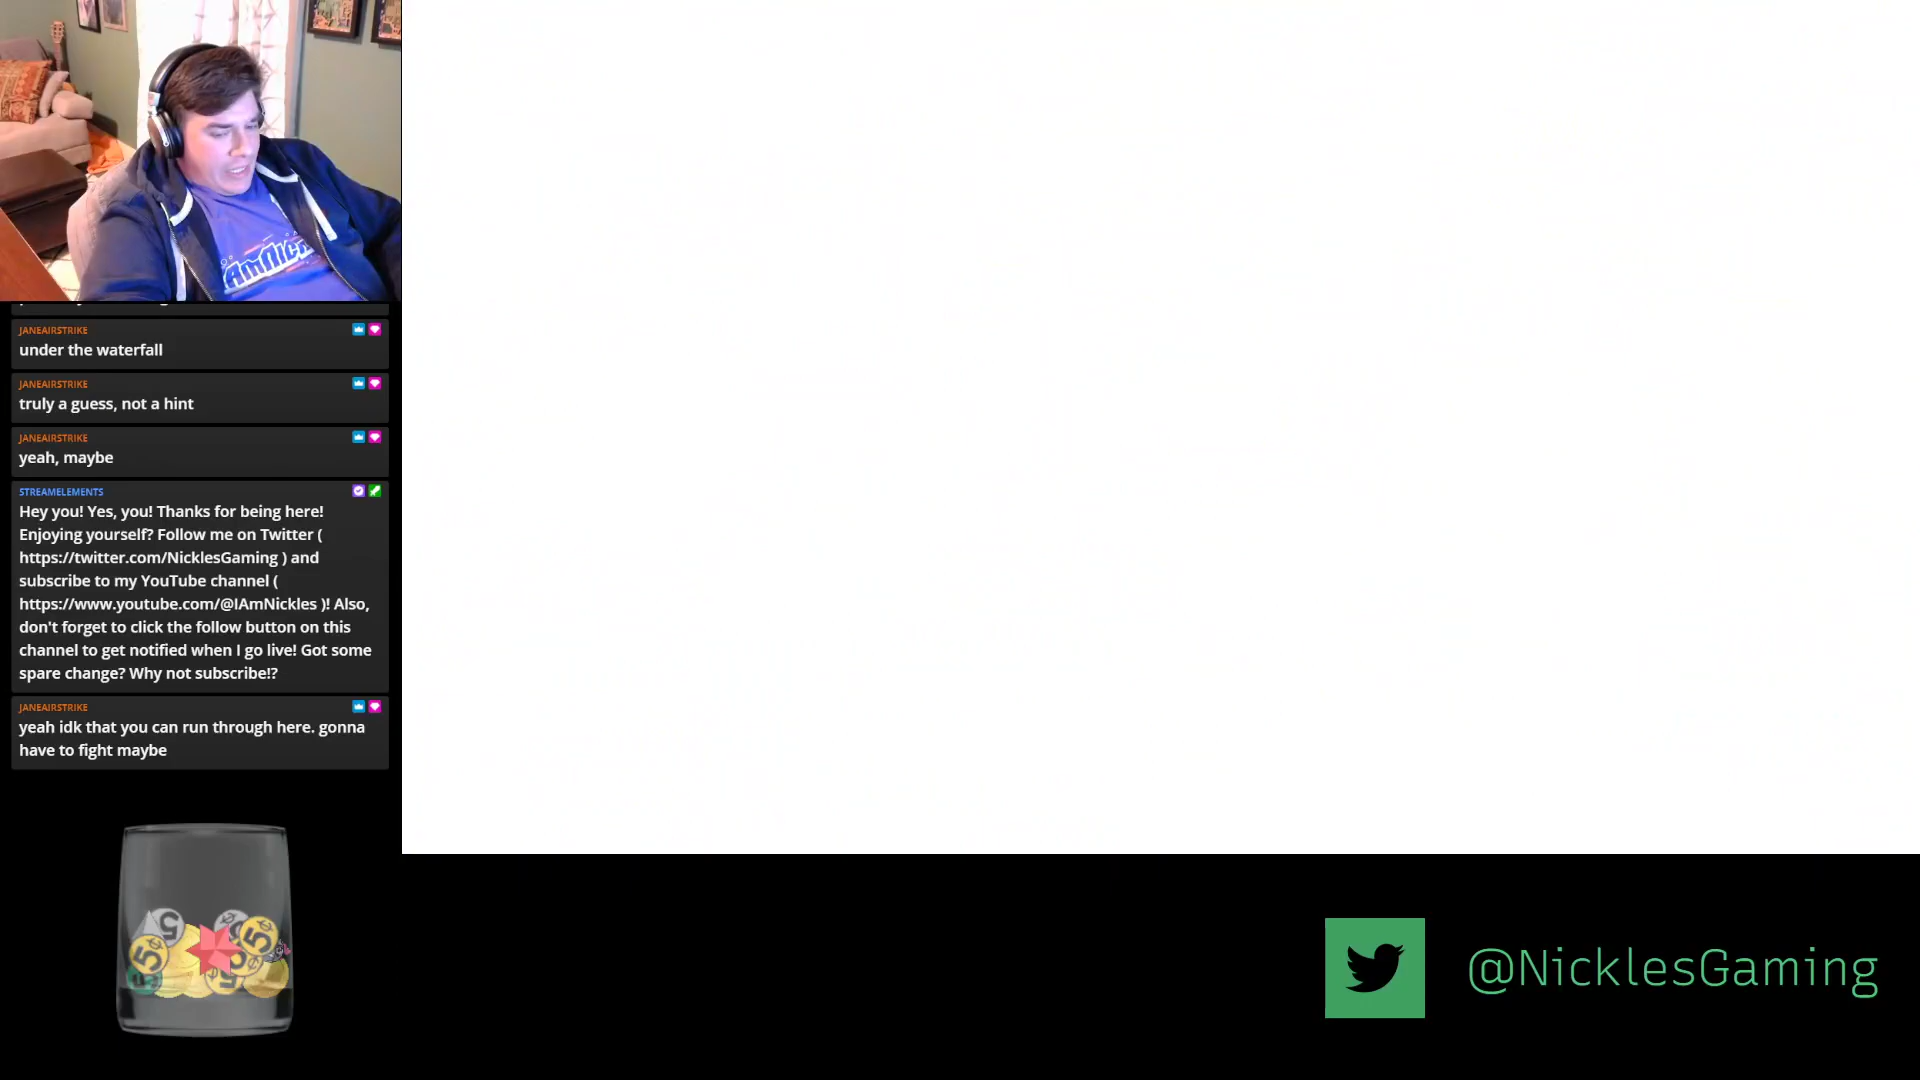 JANEAIRSTRIKE
under the waterfall
JANEAIRSTRIKE
truly a guess, not a hint
JANEAIRSTRIKE
yeah, maybe
STREAMELEMENTS
Hey you! Yes, you! Thanks for being here!
Enjoying yourself? Follow me on Twitter (
https://twitter.com/NicklesGaming ) and
subscribe to my YouTube channel (
https://www.youtube.com/@IAmNickles )! Also,
don't forget to click the follow button on this
channel to get notified when I go live! Got some
spare change? Why not subscribe!?
JANEAIRSTRIKE
yeah idk that you can run through here. gonna
have to fight maybe
5
5¢
5¢
@NicklesGaming